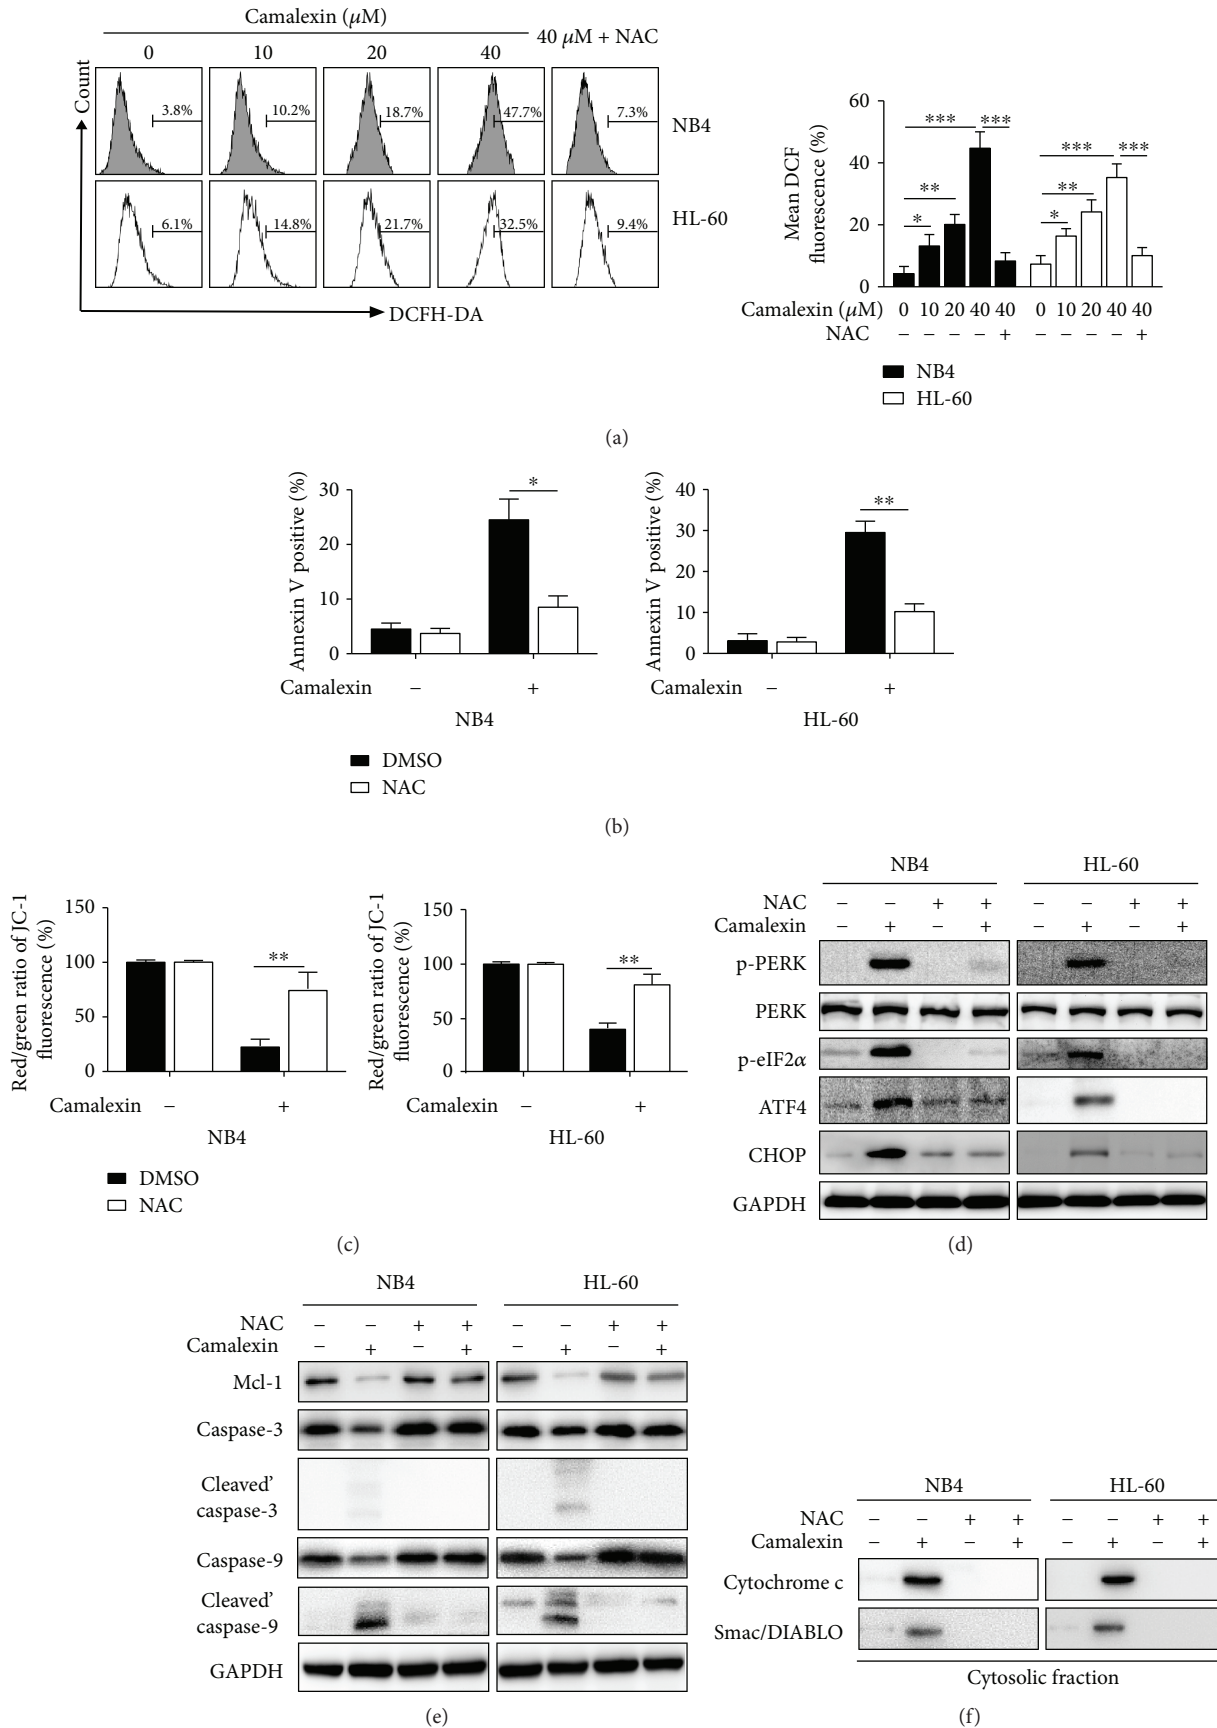 Camalexin (μM)
40 μM + NAC
0 10 20 40
Count
3.8% 10.2% 18.7% 47.7% 7.3%
NB4
6.1% 14.8% 21.7% 32.5% 9.4%
HL-60
DCFH-DA
Mean DCF
fluorescence (%)
60
40
20
0
*** ***
**
*
*** ***
**
*
Camalexin (μM) 0 10 20 40 40 0 10 20 40 40
NAC − − − − + − − − − +
NB4
HL-60
(a)
Annexin V positive (%)
30
20
10
0
*
Camalexin − +
NB4
Annexin V positive (%)
40
30
20
10
0
**
− +
HL-60
DMSO
NAC
(b)
Red/green ratio of JC-1
fluorescence (%)
150
100
50
0
**
Camalexin − +
NB4
Red/green ratio of JC-1
fluorescence (%)
150
100
50
0
**
Camalexin − +
HL-60
DMSO
NAC
(c)
NB4 HL-60
NAC − − + + − − + +
Camalexin − + − + − + − +
p-PERK
PERK
p-eIF2α
ATF4
CHOP
GAPDH
(d)
NB4 HL-60
NAC − − + + − − + +
Camalexin − + − + − + − +
Mcl-1
Caspase-3
Cleaved'
caspase-3
Caspase-9
Cleaved'
caspase-9
GAPDH
(e)
NB4 HL-60
NAC − − + + − − + +
Camalexin − + − + − + − +
Cytochrome c
Smac/DIABLO
Cytosolic fraction
(f)